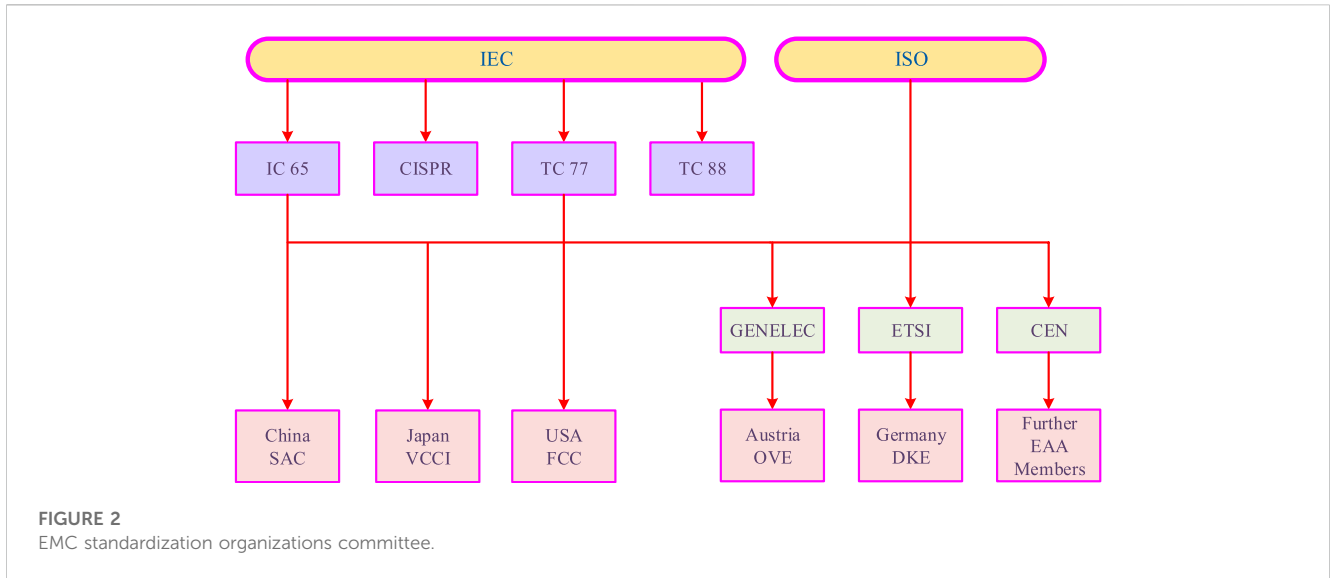 IEC
ISO
IC 65
CISPR
TC 77
TC 88
GENELEC
ETSI
CEN
China
SAC
Japan
VCCI
USA
FCC
Austria
OVE
Germany
DKE
Further
EAA
Members
FIGURE 2
EMC standardization organizations committee.